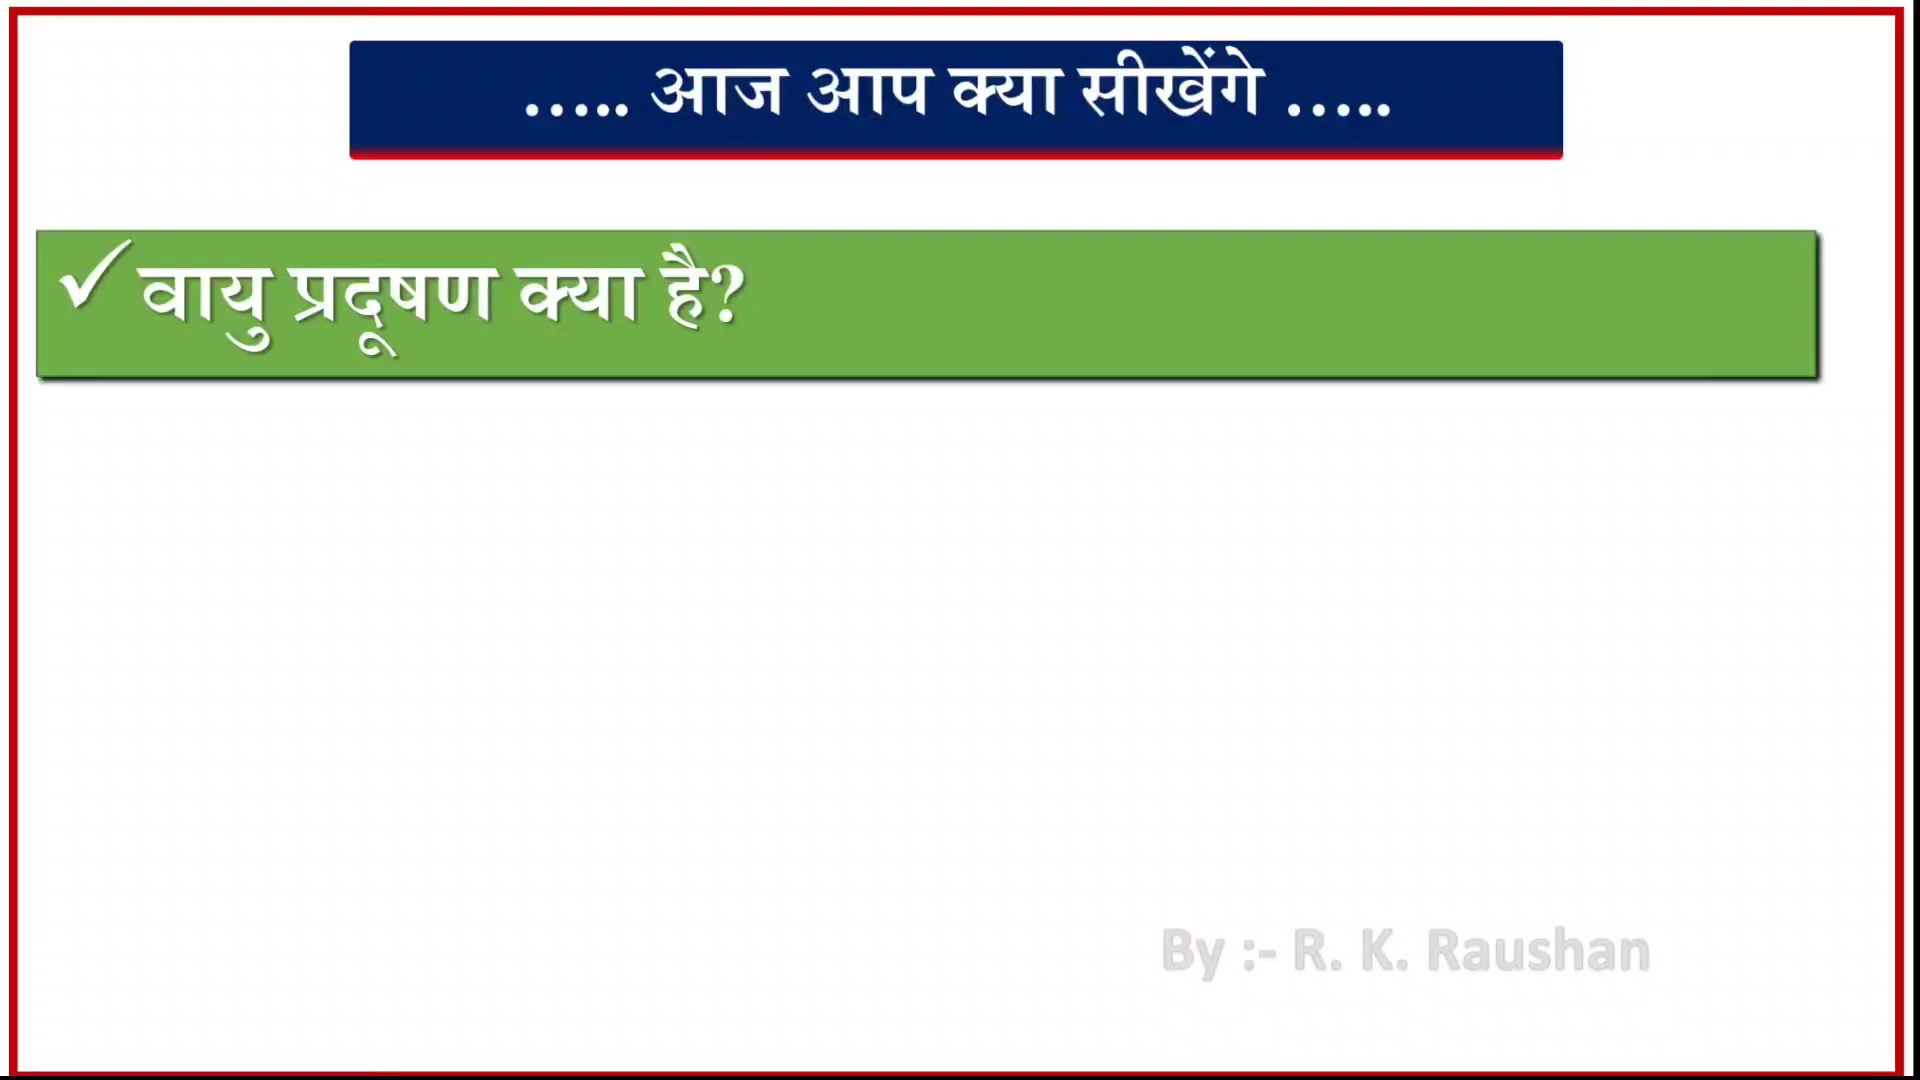 ..... आज आप क्या सीखेंगे .....
✓ वायु प्रदूषण क्या है?
By :- R. K. Raushan